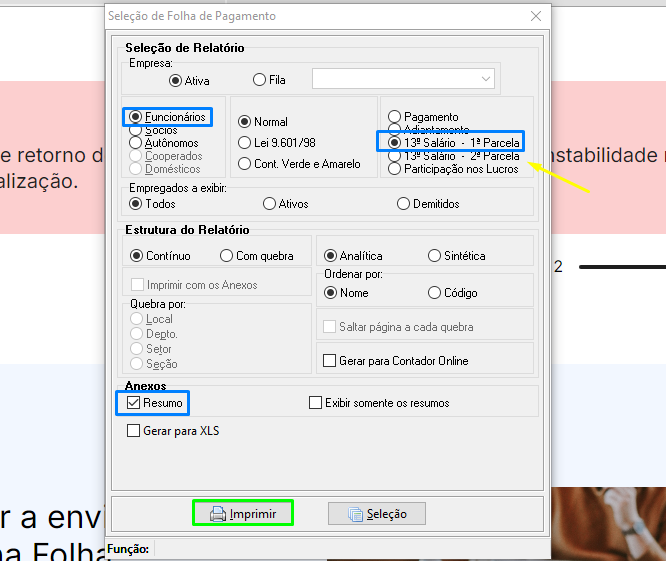 Seleção de Folha de Pagamento
Seleção de Relatório
Empresa:
Ativa
Fila
Funcionários
Sócios
Autônomos
Cooperados
Domésticos
Normal
Lei 9.601/98
Cont. Verde e Amarelo
Pagamento
Adiantamento
13º Salário - 1ª Parcela
13º Salário - 2ª Parcela
Participação nos Lucros
e retorno d
nstabilidade
alização.
Empregados a exibir:
Todos
Ativos
Demitidos
Estrutura do Relatório
Contínuo
Com quebra
Analítica
Sintética
2
Imprimir com os Anexos
Ordenar por:
Nome
Código
Quebra por:
Local
Depto.
Setor
Seção
Saltar página a cada quebra
Gerar para Contador Online
Anexos
Resumo
Exibir somente os resumos
Gerar para XLS
Imprimir
Seleção
r a envi
na Folha
Função: